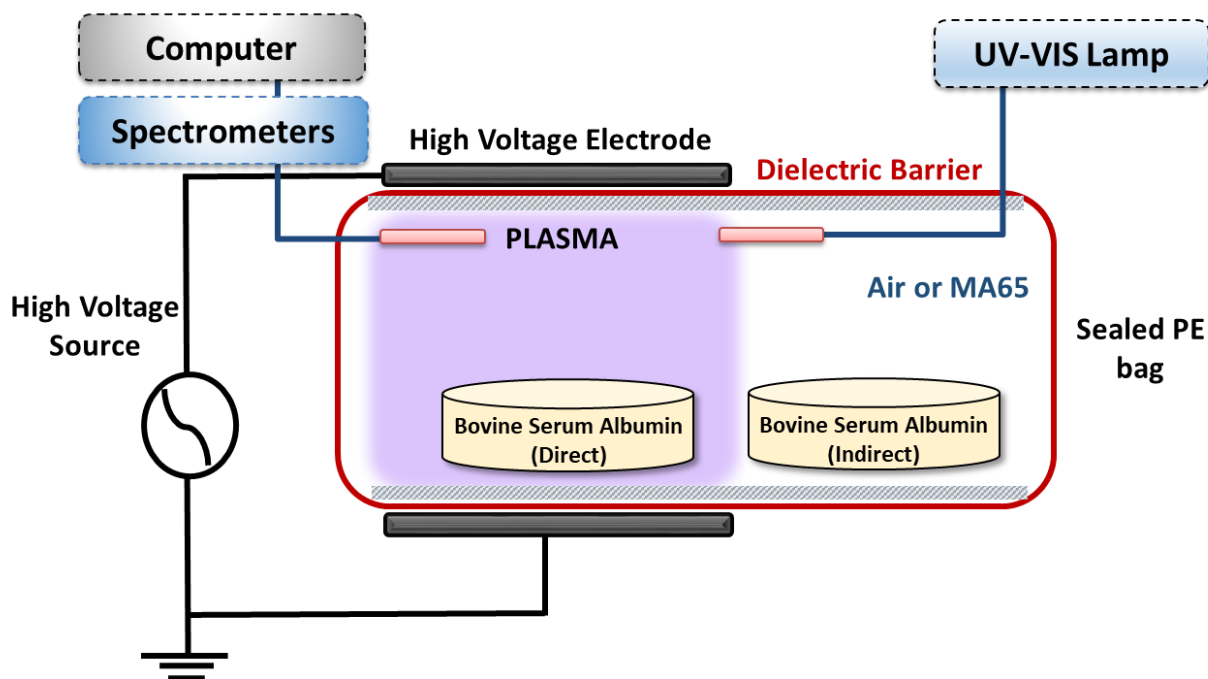 Computer
UV-VIS Lamp
Spectrometers
High Voltage Electrode
Dielectric Barrier
PLASMA
Air or MA65
High Voltage
Source
Sealed PE
bag
Bovine Serum Albumin
(Direct)
Bovine Serum Albumin
(Indirect)